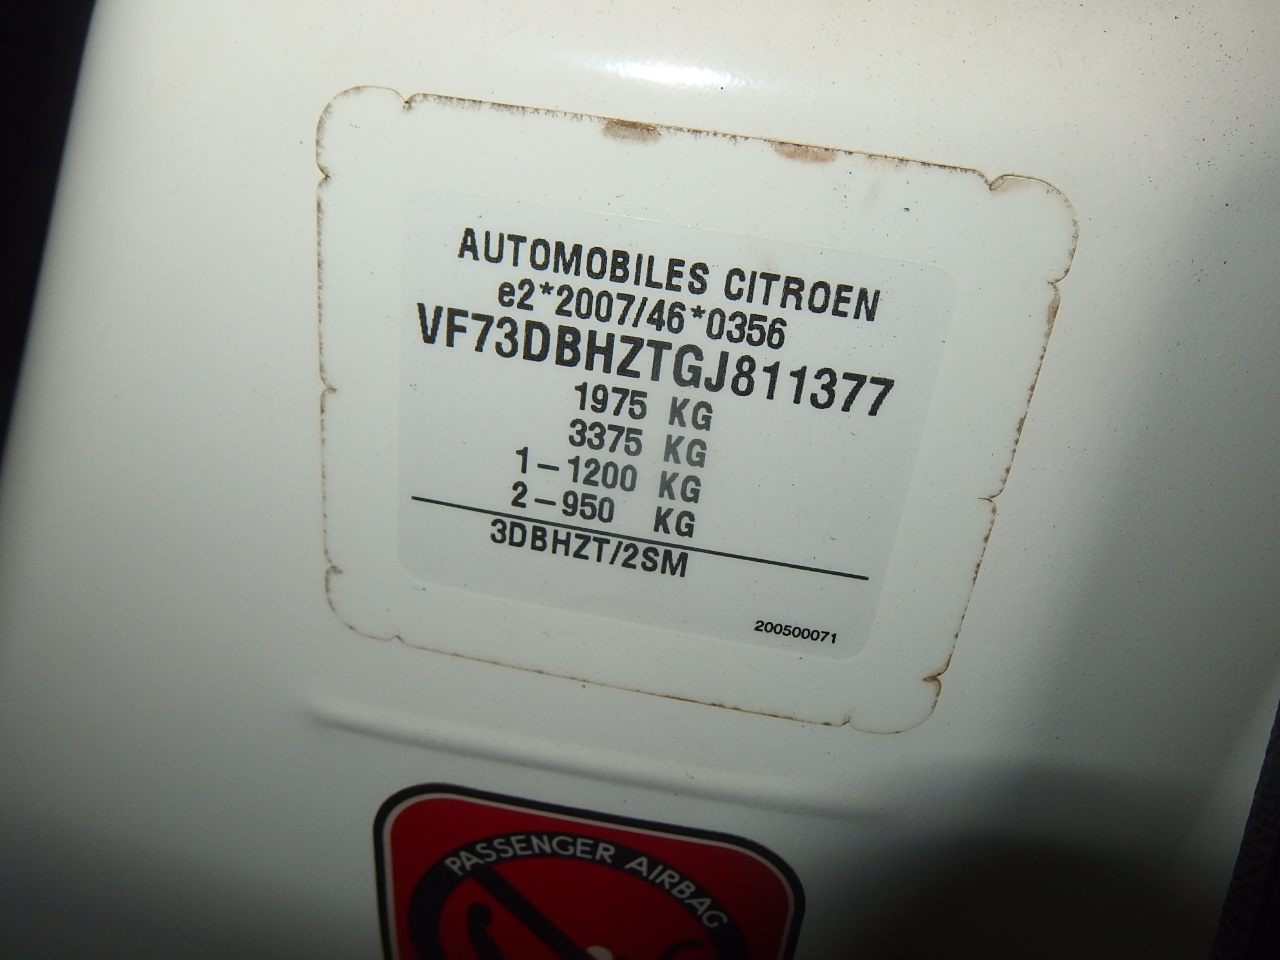 AUTOMOBILES CITROEN
e2*2007/46*0356
VF73DBHZTGJ811377
1975 KG
3375 KG
1-1200 KG
2-950 KG
3DBHZT/2SM
200500071
PASSENGER AIRBAG